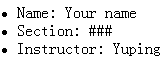 • Name: Your name
• Section: ###
• Instructor: Yuping